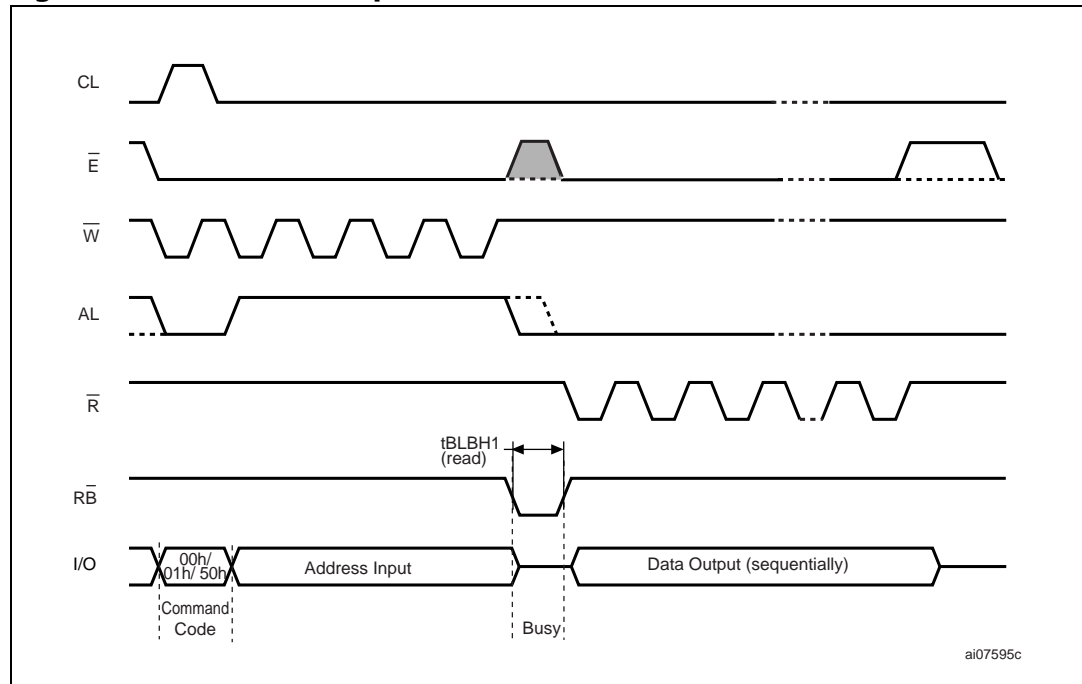 CL
E̅
W̅
AL
R̅
tBLBH1
(read)
RB̅
I/O
00h/
01h/ 50h
Address Input
Data Output (sequentially)
Command
Code
Busy
ai07595c